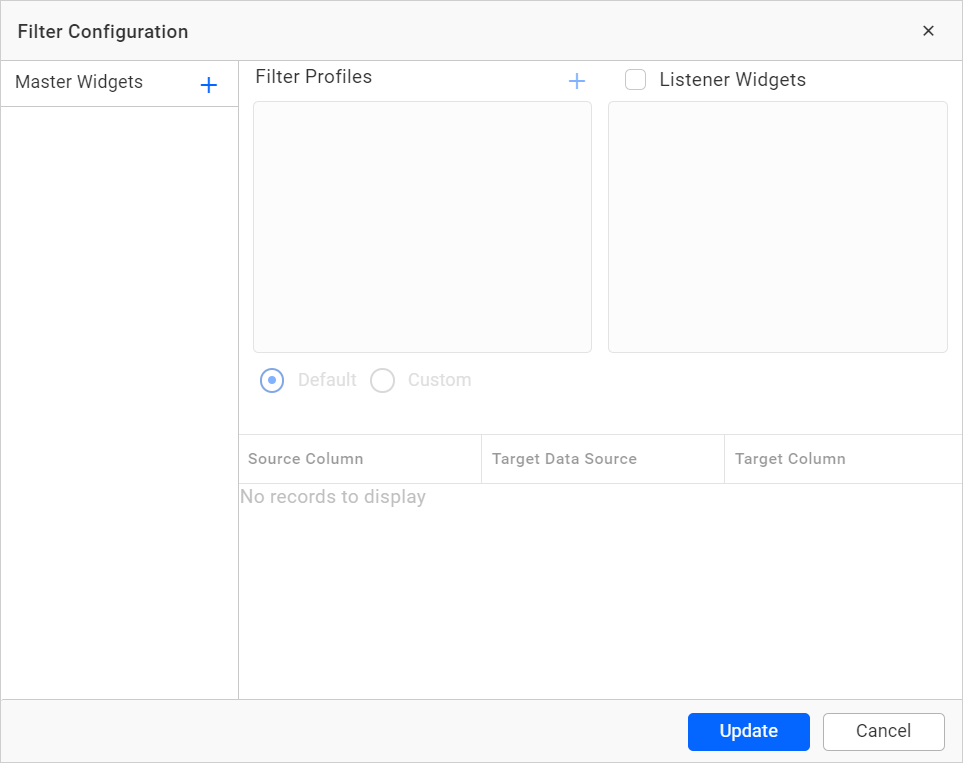 Filter Configuration
Master Widgets
Filter Profiles
Listener Widgets
Default
Custom
Source Column
Target Data Source
Target Column
No records to display
Update
Cancel